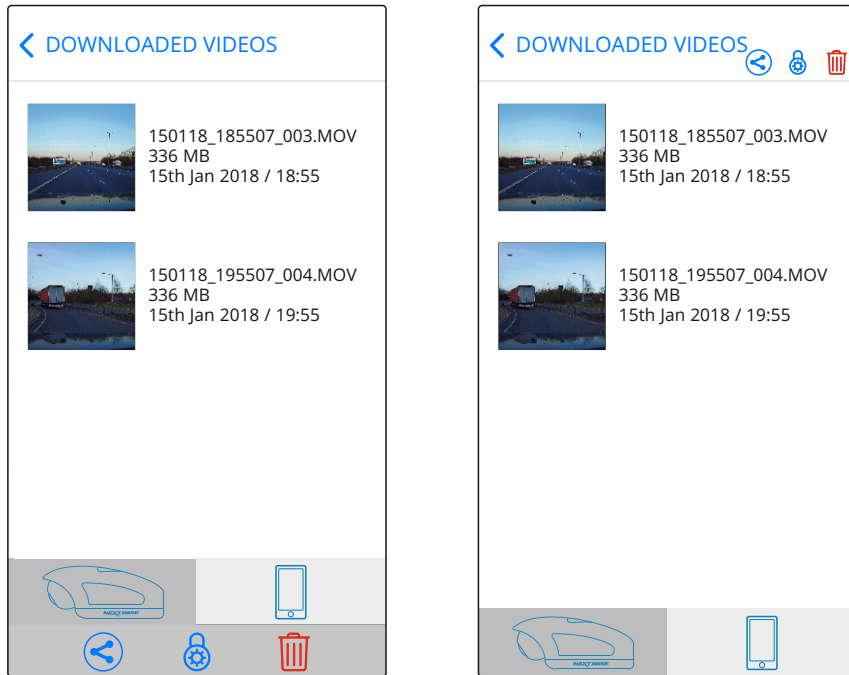 DOWNLOADED VIDEOS
150118_185507_003.MOV
336 MB
15th Jan 2018 / 18:55
150118_195507_004.MOV
336 MB
15th Jan 2018 / 19:55
DOWNLOADED VIDEOS
150118_185507_003.MOV
336 MB
15th Jan 2018 / 18:55
150118_195507_004.MOV
336 MB
15th Jan 2018 / 19:55